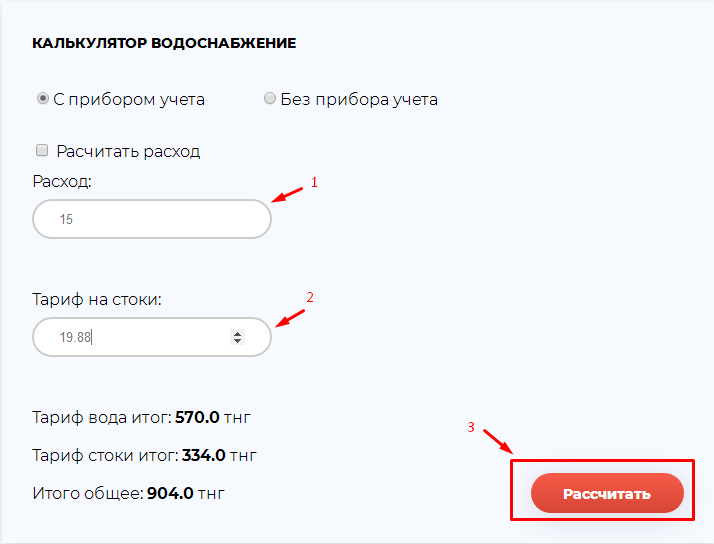 КАЛЬКУЛЯТОР ВОДОСНАБЖЕНИЕ
С прибором учета Без прибора учета
Расчитать расход
Расход:
1
15
Тариф на стоки:
2
19.88
Тариф вода итог: 570.0 тнг
3
Тариф стоки итог: 334.0 тнг
Итого общее: 904.0 тнг
Рассчитать